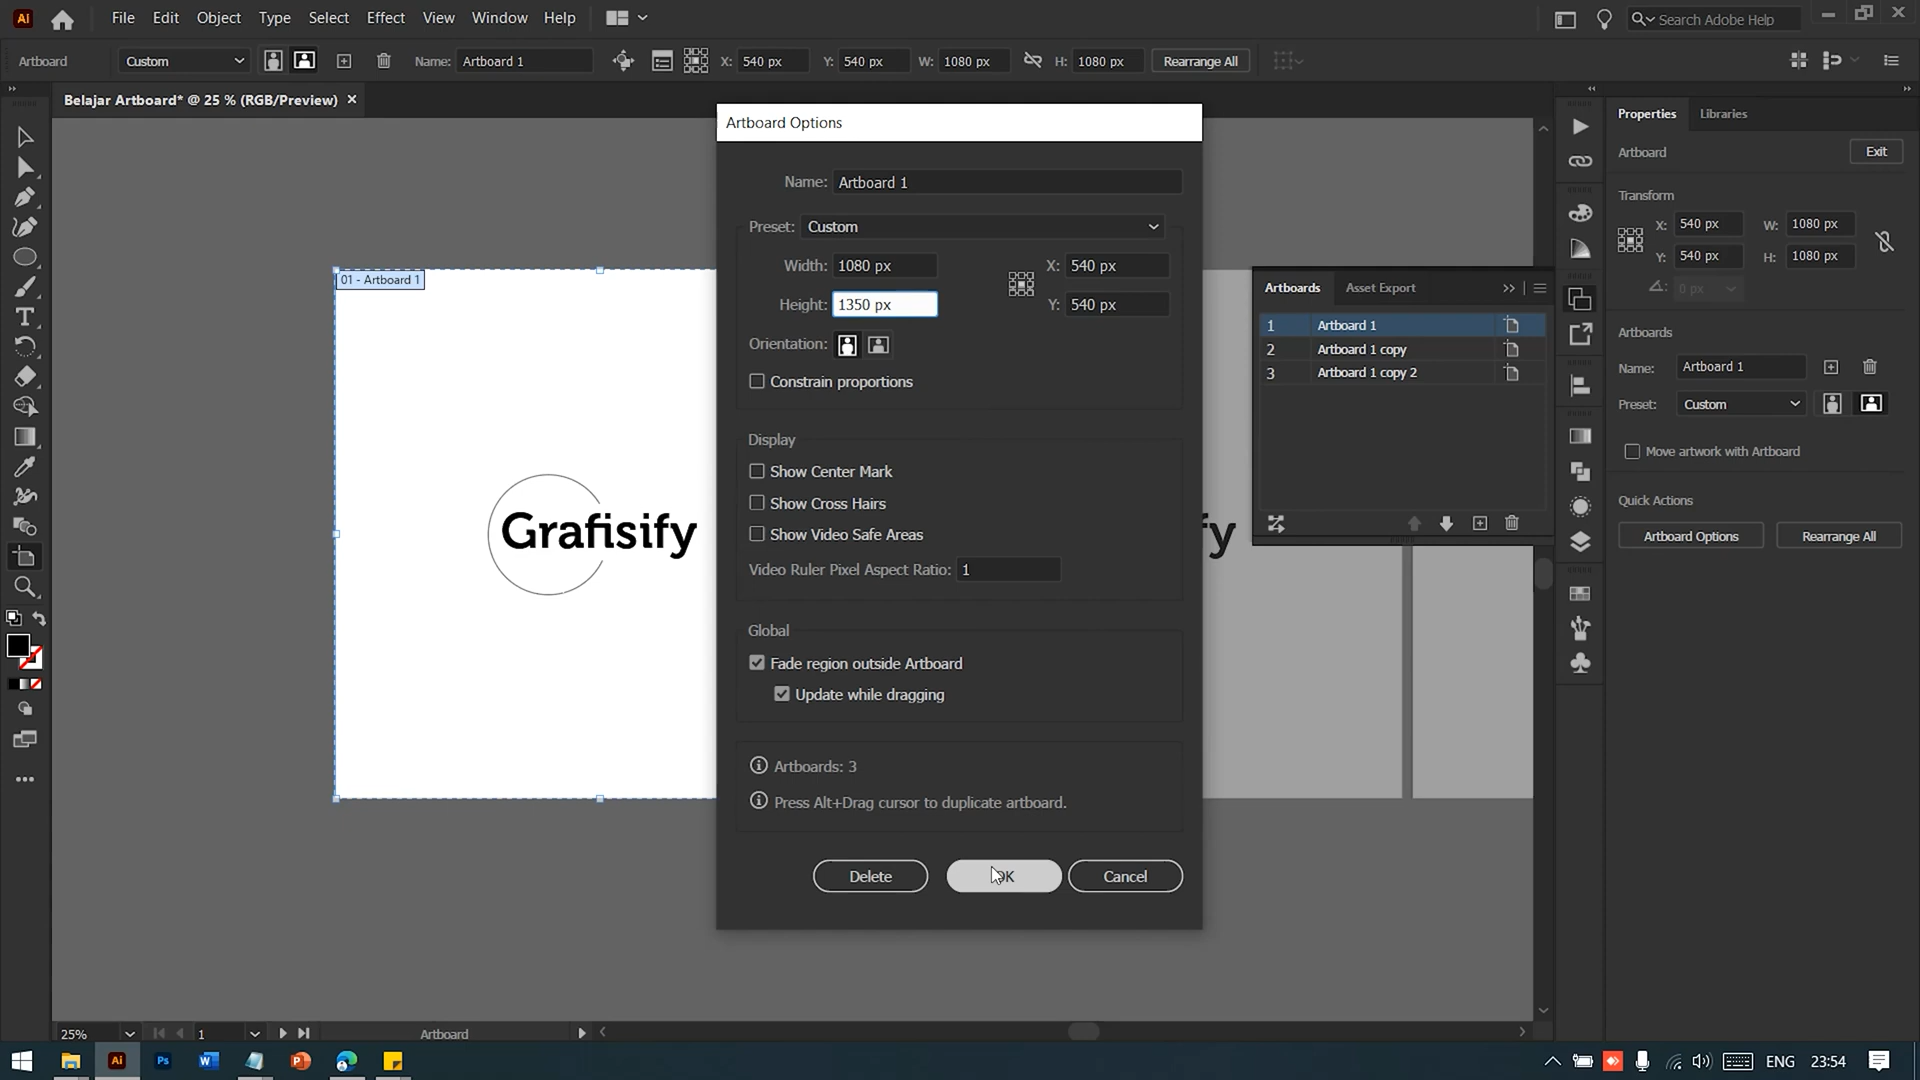 Ai File Edit Object Type Select Effect View Window Help Search Adobe Help
Artboard Custom Name: Artboard 1 X: 540 px Y: 540 px W: 1080 px H: 1080 px Rearrange All
Belajar Artboard* @ 25 % (RGB/Preview)
Artboard Options
Name: Artboard 1
Preset: Custom
Width: 1080 px X: 540 px
Height: 1350 px Y: 540 px
Orientation:
Constrain proportions
Display
Show Center Mark
Show Cross Hairs
Show Video Safe Areas
Video Ruler Pixel Aspect Ratio: 1
Global
Fade region outside Artboard
Update while dragging
Artboards: 3
Press Alt+Drag cursor to duplicate artboard.
Delete OK Cancel
01 - Artboard 1
Grafisify
fy
Artboards Asset Export
1 Artboard 1
2 Artboard 1 copy
3 Artboard 1 copy 2
Properties Libraries
Artboard Exit
Transform
X: 540 px W: 1080 px
Y: 540 px H: 1080 px
0 px
Artboards
Name: Artboard 1
Preset: Custom
Move artwork with Artboard
Quick Actions
Artboard Options Rearrange All
25% 1 Artboard
Ai Ps W P ENG 23:54